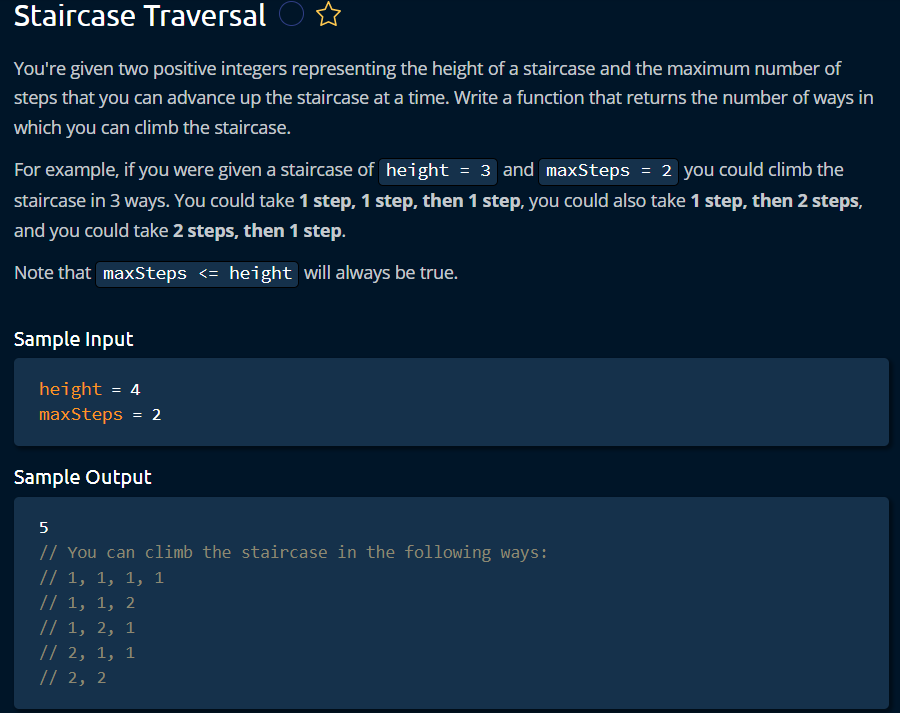 Staircase Traversal
You're given two positive integers representing the height of a staircase and the maximum number of
steps that you can advance up the staircase at a time. Write a function that returns the number of ways in
which you can climb the staircase.
For example, if you were given a staircase of height = 3 and maxSteps = 2 you could climb the
staircase in 3 ways. You could take 1 step, 1 step, then 1 step, you could also take 1 step, then 2 steps,
and you could take 2 steps, then 1 step.
Note that maxSteps <= height will always be true.
Sample Input
height = 4
maxSteps = 2
Sample Output
5
// You can climb the staircase in the following ways:
// 1, 1, 1, 1
// 1, 1, 2
// 1, 2, 1
// 2, 1, 1
// 2, 2